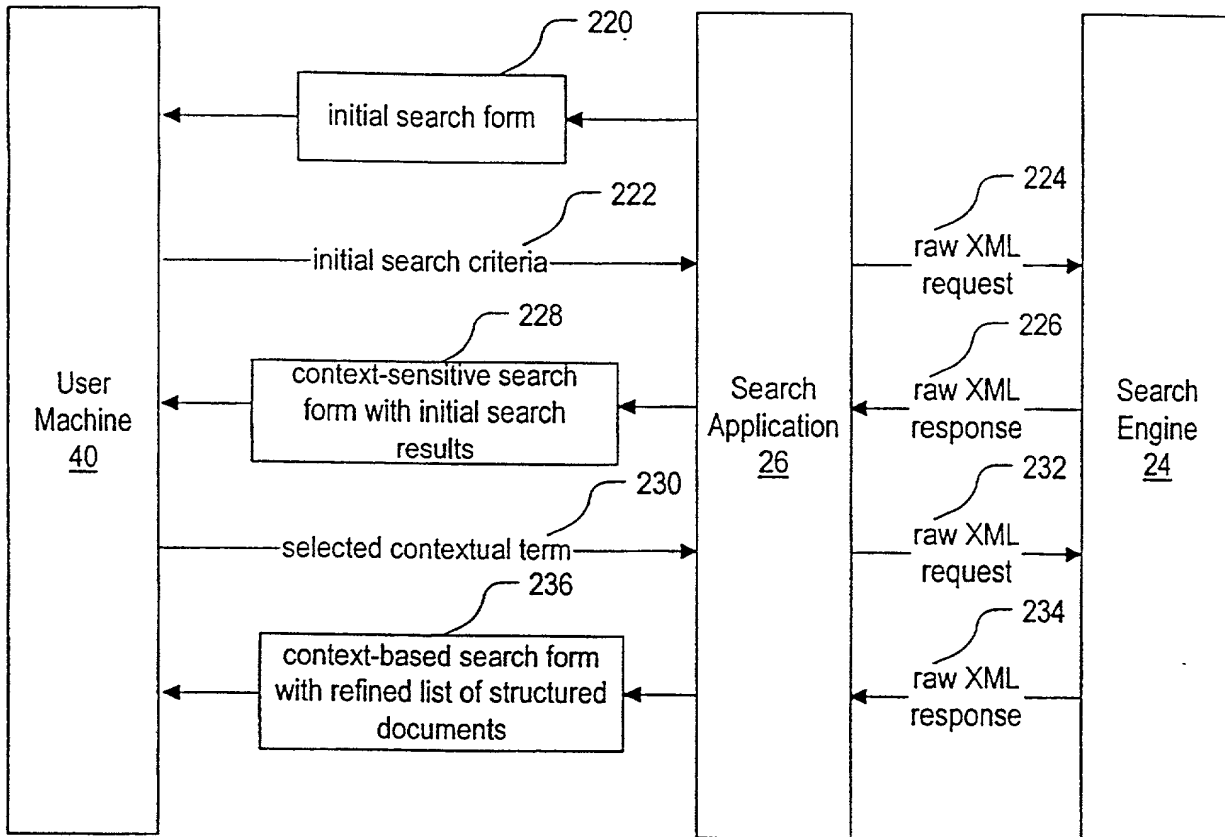 220
initial search form
222
initial search criteria
224
raw XML
request
228
context-sensitive search
form with initial search
results
226
raw XML
response
User
Machine
40
Search
Application
26
Search
Engine
24
230
selected contextual term
232
raw XML
request
236
context-based search form
with refined list of structured
documents
234
raw XML
response